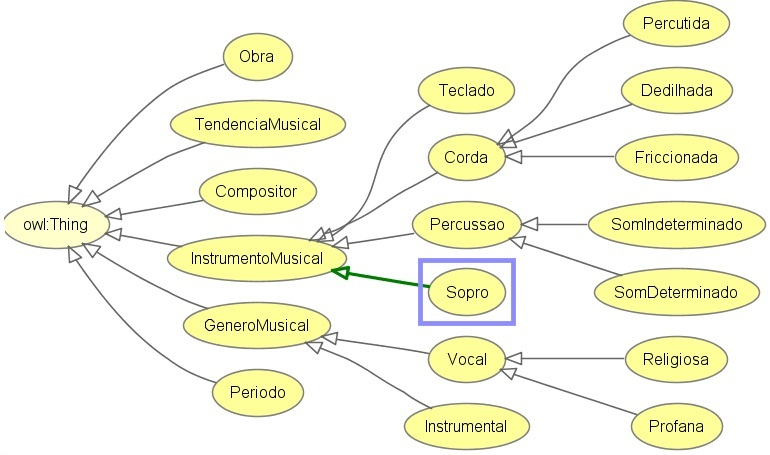 Percutida
Obra
Teclado
Dedilhada
TendenciaMusical
Corda
Friccionada
Compositor
owl:Thing
Percussao
SomIndeterminado
InstrumentoMusical
Sopro
SomDeterminado
GeneroMusical
Vocal
Religiosa
Periodo
Instrumental
Profana